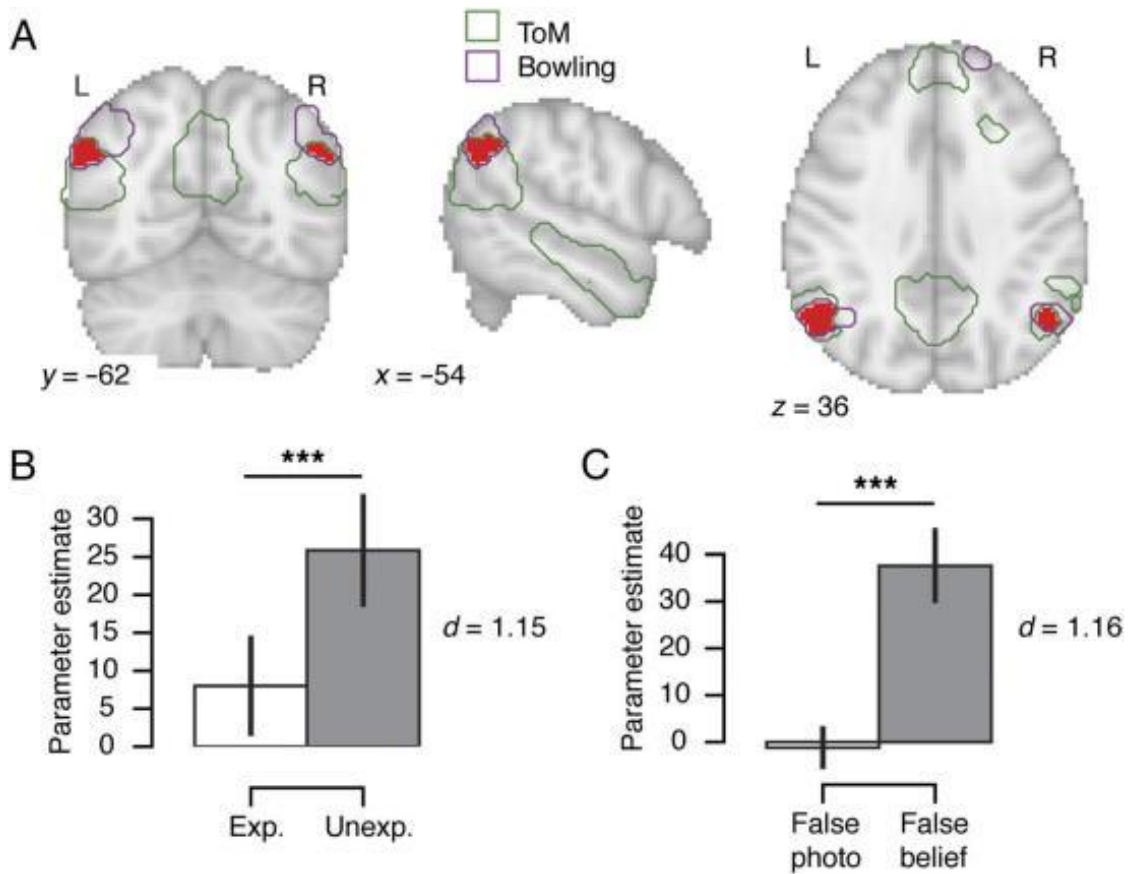 A
ToM
Bowling
L
R
L
R
y = –62
x = –54
z = 36
B
***
Parameter estimate
30
25
20
15
10
5
0
d = 1.15
Exp.
Unexp.
C
***
Parameter estimate
40
30
40
10
0
d = 1.16
False
photo
False
belief